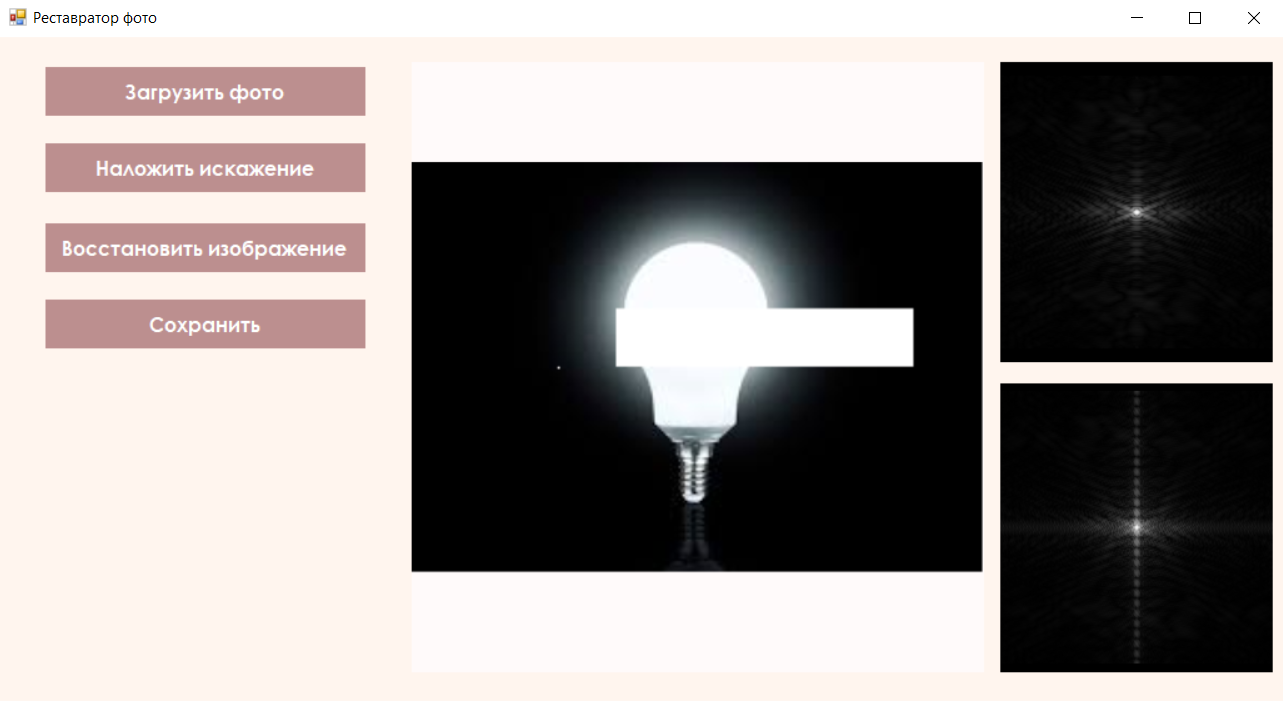 Реставратор фото
Загрузить фото
Наложить искажение
Восстановить изображение
Сохранить